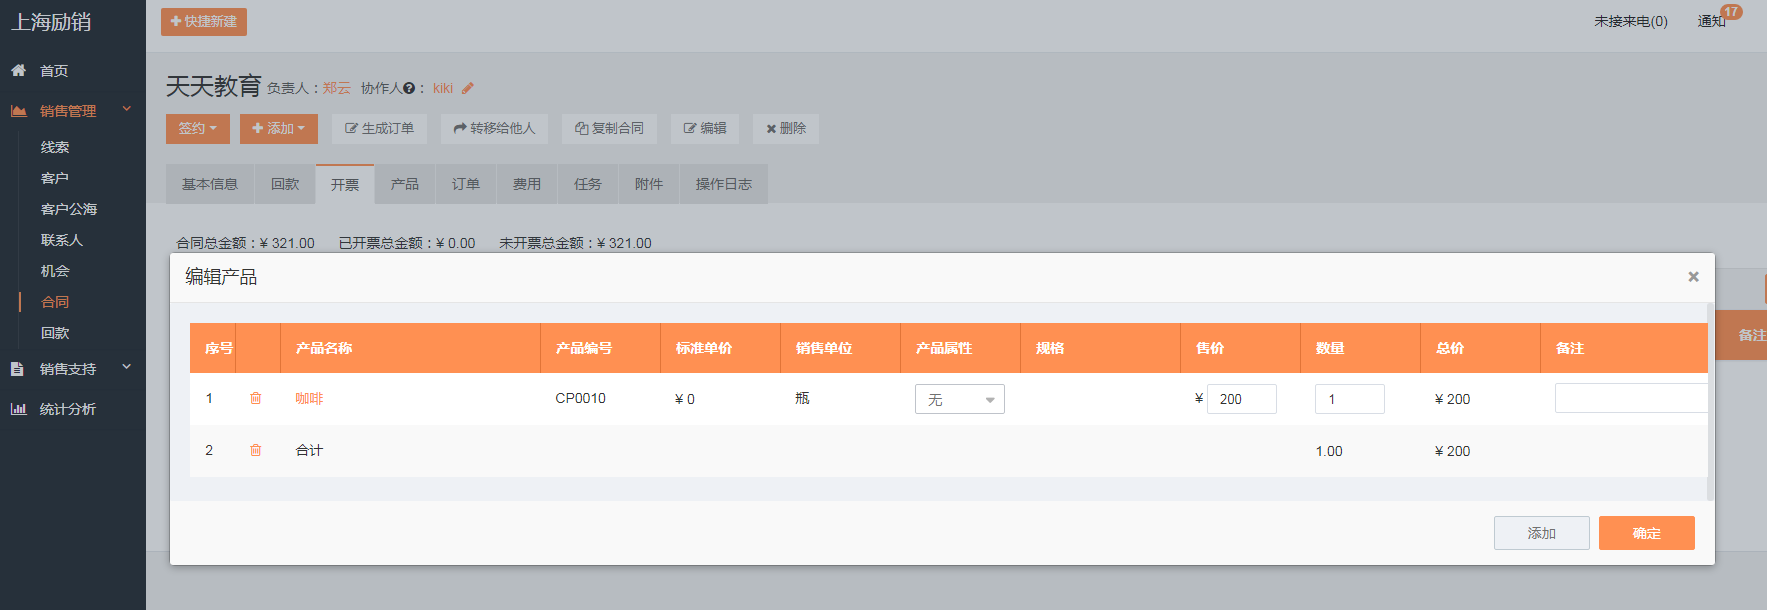 上海励销
快捷新建
未接来电(0) 通知 17
首页
销售管理
线索
客户
客户公海
联系人
机会
合同
回款
销售支持
统计分析
天天教育 负责人：郑云 协作人： kiki
签约 添加 生成订单 转移给他人 复制合同 编辑 删除
基本信息 回款 开票 产品 订单 费用 任务 附件 操作日志
合同总金额：¥ 321.00 已开票总金额：¥ 0.00 未开票总金额：¥ 321.00
备注
编辑产品 ×
序号 产品名称 产品编号 标准单价 销售单位 产品属性 规格 售价 数量 总价 备注
1 咖啡 CP0010 ¥ 0 瓶 无 ¥ 200 1 ¥ 200
2 合计 1.00 ¥ 200
添加 确定